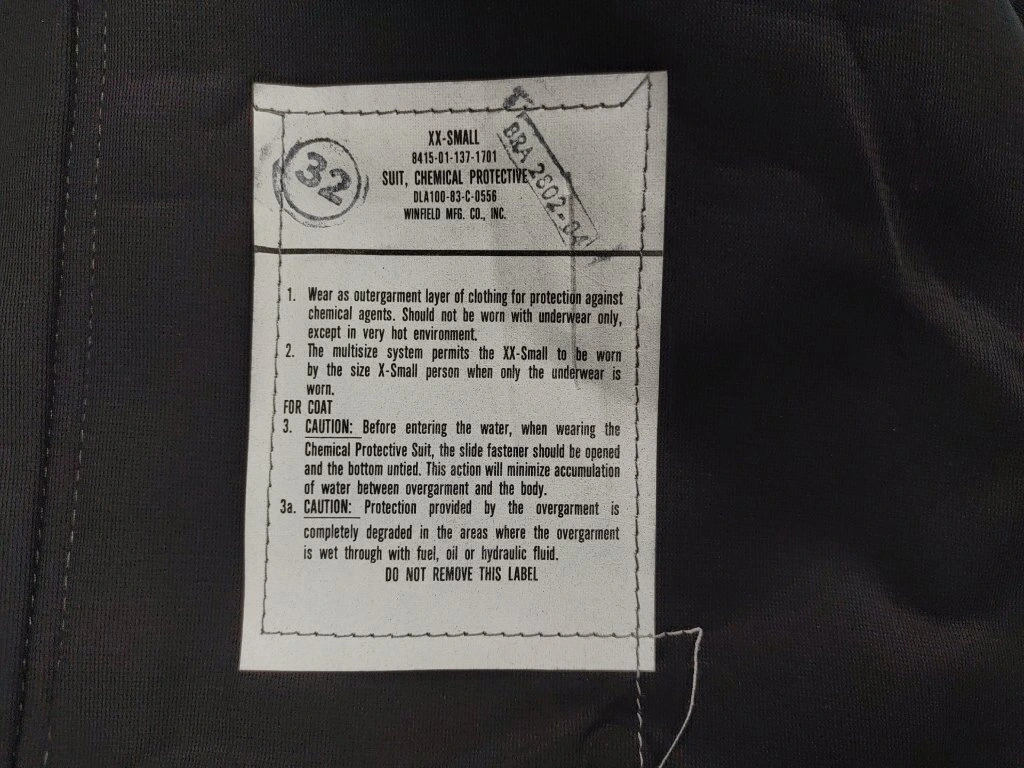 XX-SMALL
8415-01-137-1701
SUIT, CHEMICAL PROTECTIVE
DLA100-83-C-0556
WINFIELD MFG. CO., INC.
32
BRA 2802-04
1. Wear as outergarment layer of clothing for protection against
chemical agents. Should not be worn with underwear only,
except in very hot environment.
2. The multisize system permits the XX-Small to be worn
by the size X-Small person when only the underwear is
worn.
FOR COAT
3. CAUTION: Before entering the water, when wearing the
Chemical Protective Suit, the slide fastener should be opened
and the bottom untied. This action will minimize accumulation
of water between overgarment and the body.
3a. CAUTION: Protection provided by the overgarment is
completely degraded in the areas where the overgarment
is wet through with fuel, oil or hydraulic fluid.
DO NOT REMOVE THIS LABEL